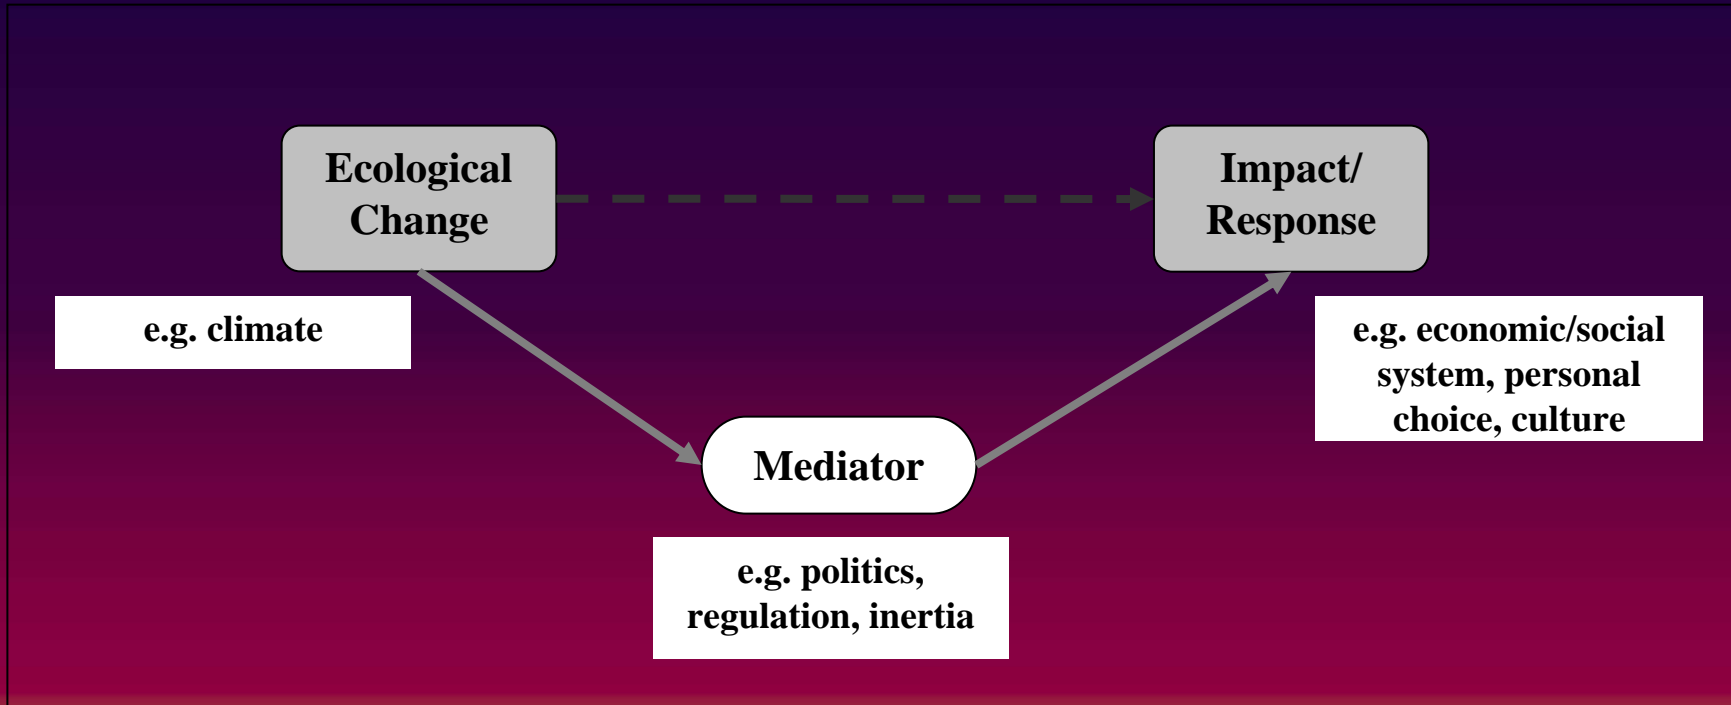 Ecological
Change
Impact/
Response
e.g. climate
e.g. economic/social
system, personal
choice, culture
Mediator
e.g. politics,
regulation, inertia